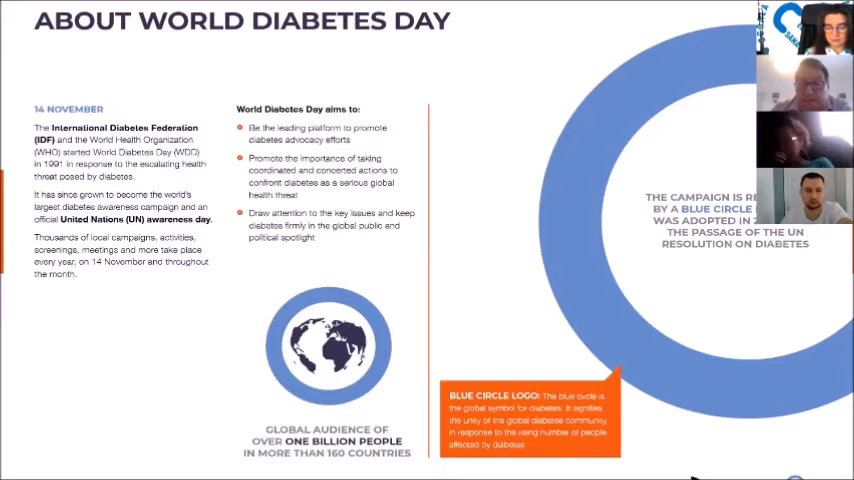 ABOUT WORLD DIABETES DAY
14 NOVEMBER
The International Diabetes Federation
(IDF) and the World Health Organization
(WHO) started World Diabetes Day (WDD)
in 1991 in response to the escalating health
threat posed by diabetes.
It has since grown to become the world's
largest diabetes awareness campaign and an
official United Nations (UN) awareness day.
Thousands of local campaigns, activities,
screenings, meetings and more take place
every year, on 14 November and throughout
the month.
World Diabetes Day aims to:
Be the leading platform to promote
diabetes advocacy efforts
Promote the importance of taking
coordinated and concerted actions to
confront diabetes as a serious global
health threat
Draw attention to the key issues and keep
diabetes firmly in the global public and
political spotlight
GLOBAL AUDIENCE OF
OVER ONE BILLION PEOPLE
IN MORE THAN 160 COUNTRIES
THE CAMPAIGN IS
BY A BLUE CIRCLE
WAS ADOPTED IN
THE PASSAGE OF THE UN
RESOLUTION ON DIABETES
BLUE CIRCLE LOGO: The blue circle is
the global symbol for diabetes. It signifies
the unity of the global diabetes community
in response to the rising number of people
affected by diabetes